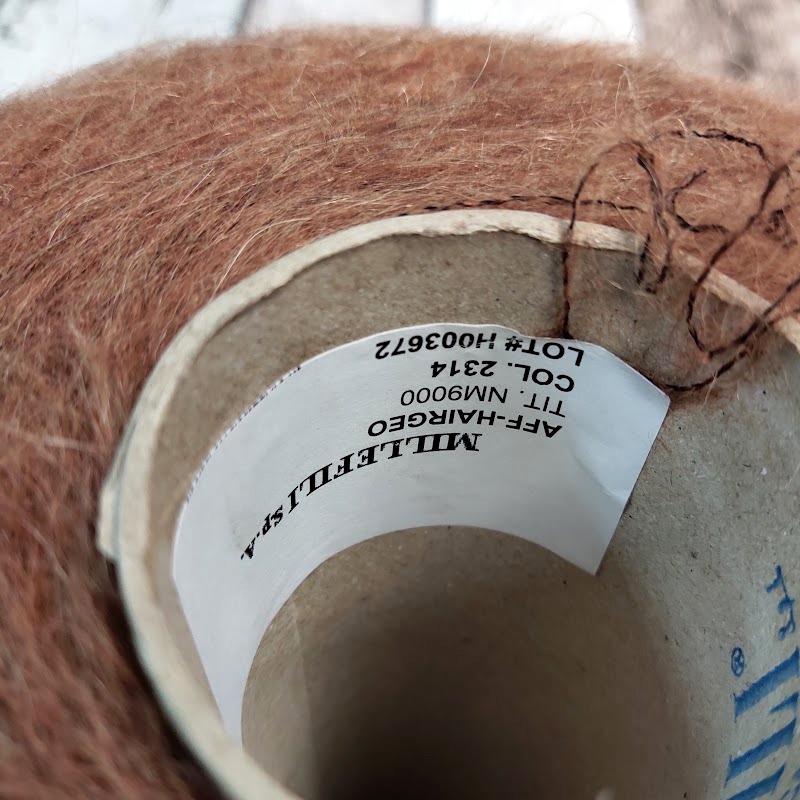 MILLEFILI Sp.A.
AFF-HAIRGEO
TIT. NM9000
COL. 2314
LOT# H003672
®